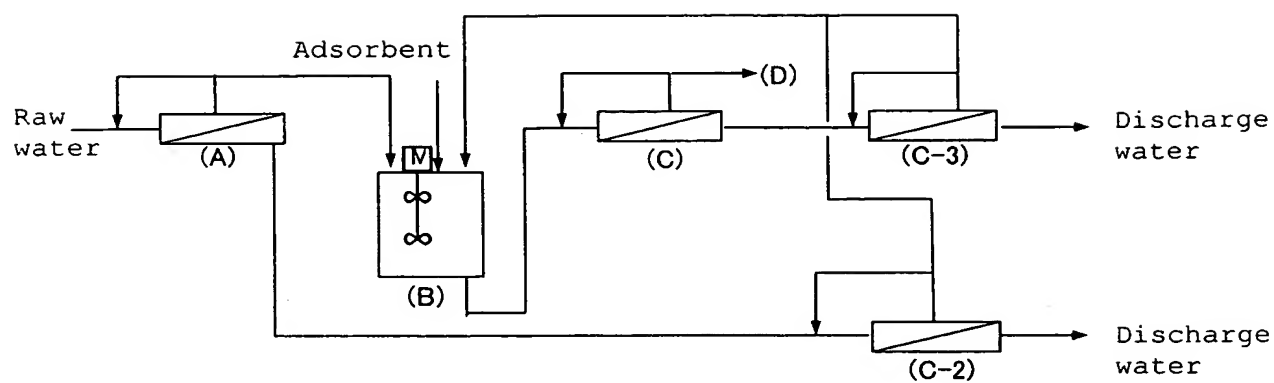 Adsorbent
(D)
Raw
water
(A)
M
(B)
(C)
(C-3)
Discharge
water
(C-2)
Discharge
water